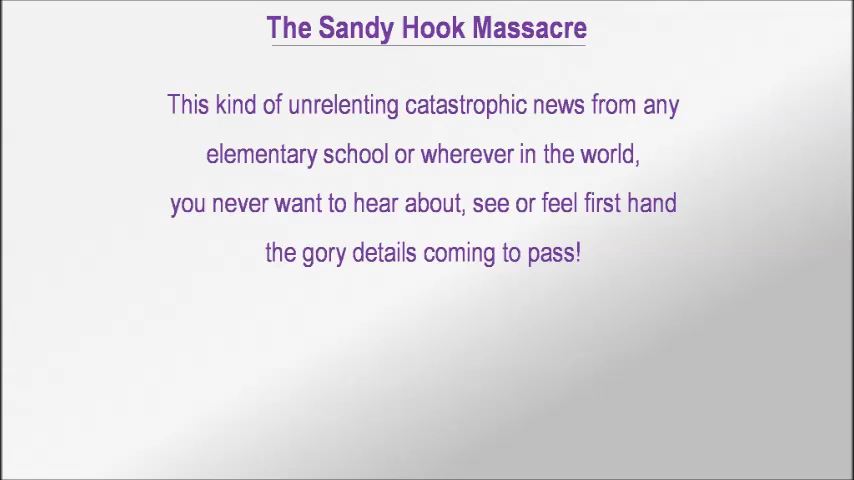 The Sandy Hook Massacre
This kind of unrelenting catastrophic news from any
elementary school or wherever in the world,
you never want to hear about, see or feel first hand
the gory details coming to pass!